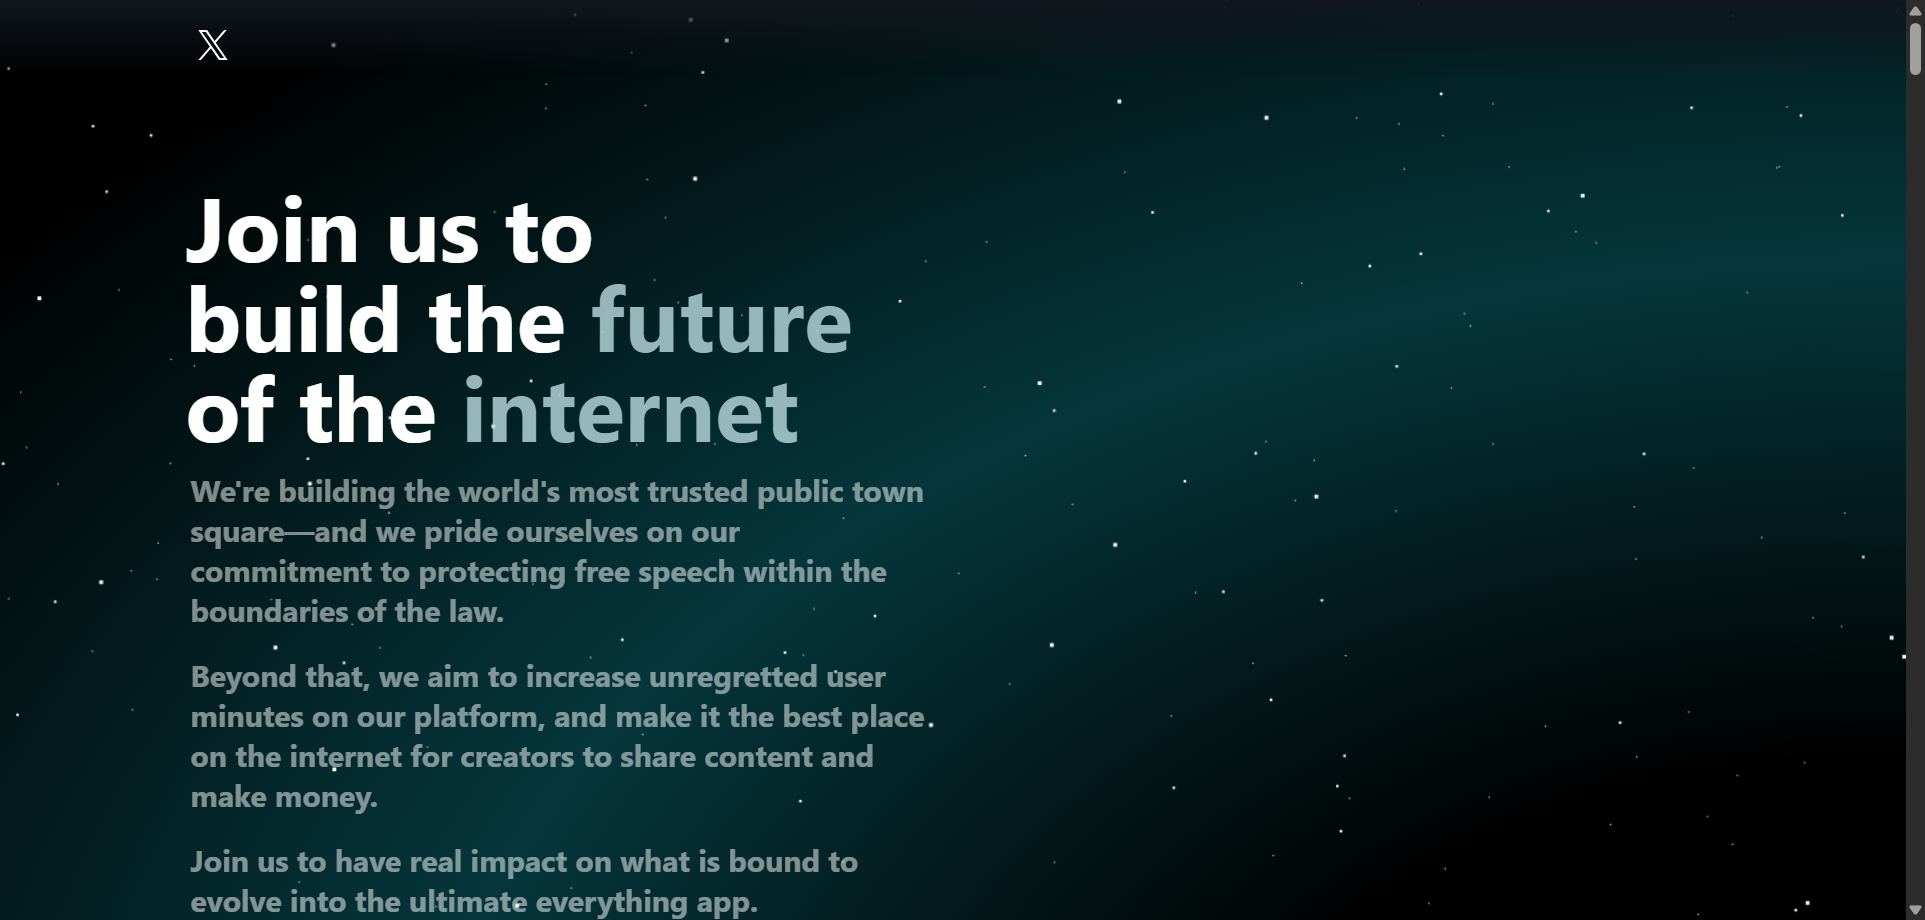 Join us to
build the future
of the internet
We're building the world's most trusted public town
square—and we pride ourselves on our
commitment to protecting free speech within the
boundaries of the law.
Beyond that, we aim to increase unregretted user
minutes on our platform, and make it the best place
on the internet for creators to share content and
make money.
Join us to have real impact on what is bound to
evolve into the ultimate everything app.